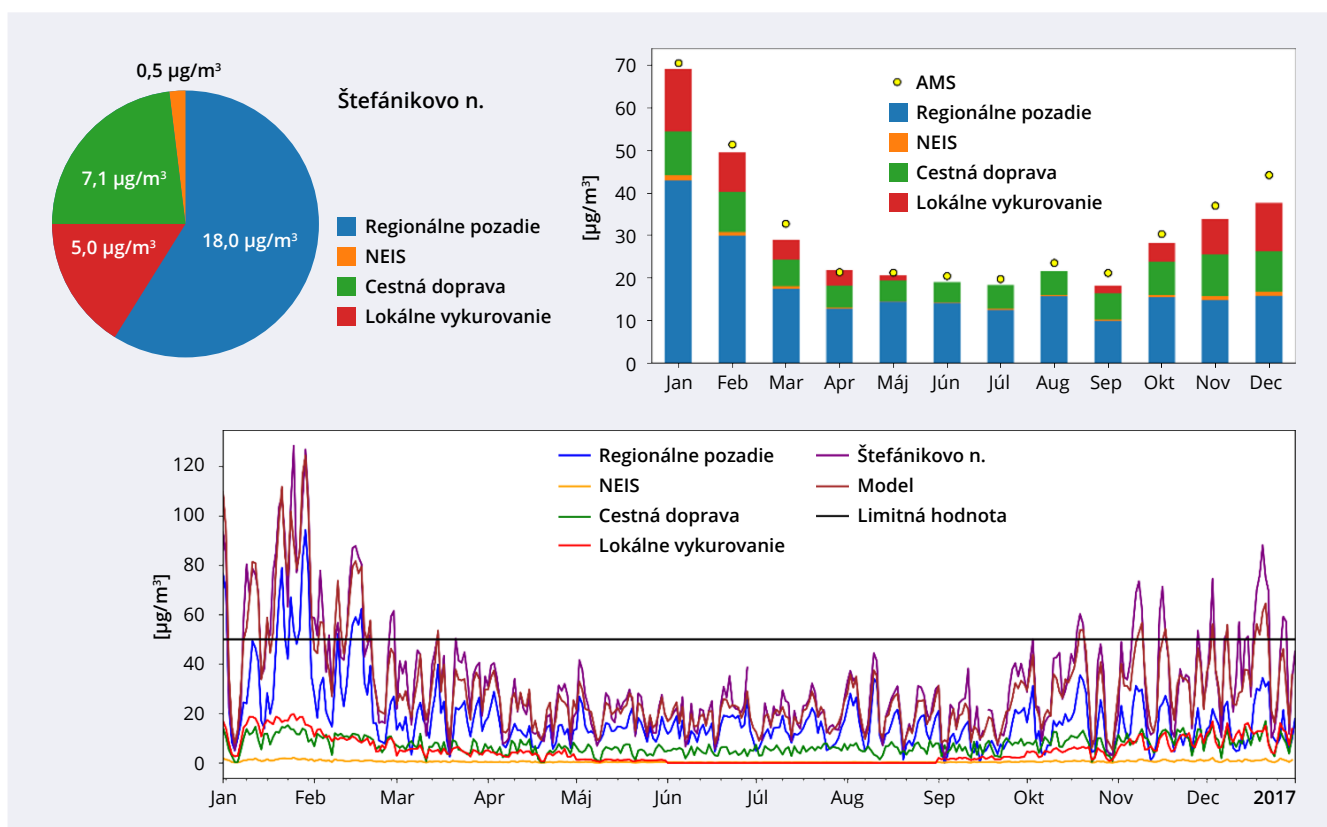 0,5 µg/m³
Štefánikovo n.
7,1 µg/m³
5,0 µg/m³
18,0 µg/m³
Regionálne pozadie
NEIS
Cestná doprava
Lokálne vykurovanie
[µg/m³]
70
60
50
40
30
20
10
0
AMS
Regionálne pozadie
NEIS
Cestná doprava
Lokálne vykurovanie
Jan Feb Mar Apr Máj Jún Júl Aug Sep Okt Nov Dec
[µg/m³]
120
100
80
60
40
20
0
Regionálne pozadie
NEIS
Cestná doprava
Lokálne vykurovanie
Štefánikovo n.
Model
Limitná hodnota
Jan Feb Mar Apr Máj Jún Júl Aug Sep Okt Nov Dec 2017